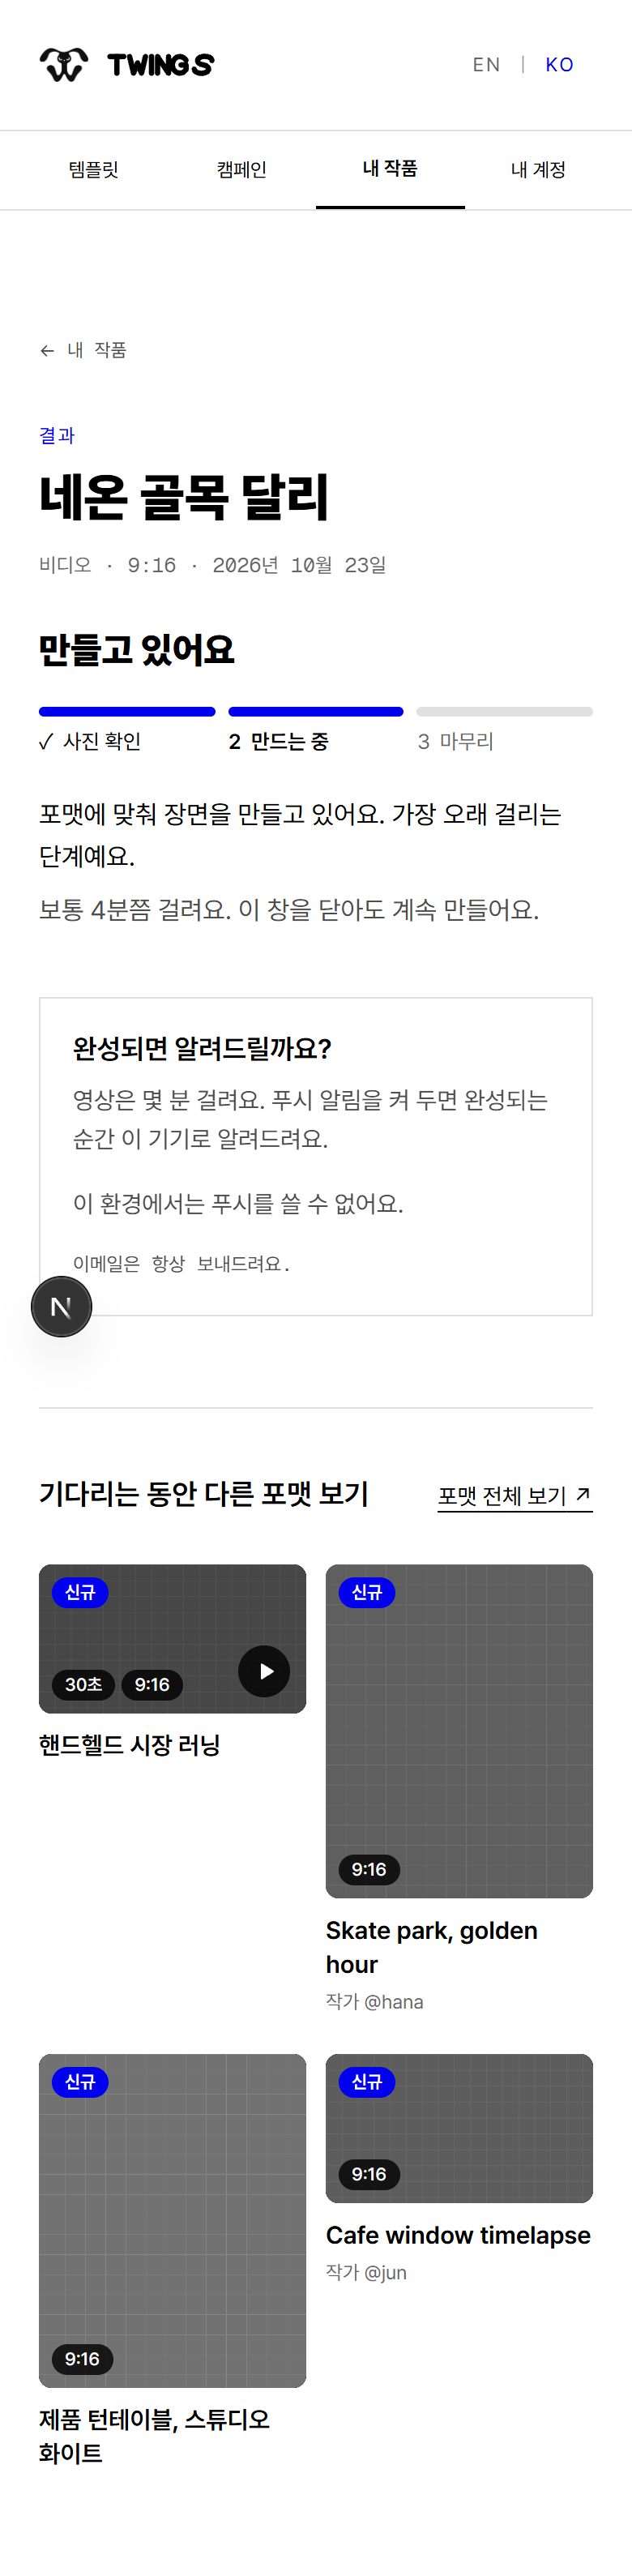 TWINGS
EN | KO
템플릿 캠페인 내 작품 내 계정
← 내 작품
결과
네온 골목 달리
비디오 · 9:16 · 2026년 10월 23일
만들고 있어요
✓ 사진 확인
2 만드는 중
3 마무리
포맷에 맞춰 장면을 만들고 있어요. 가장 오래 걸리는
단계예요.
보통 4분쯤 걸려요. 이 창을 닫아도 계속 만들어요.
완성되면 알려드릴까요?
영상은 몇 분 걸려요. 푸시 알림을 켜 두면 완성되는
순간 이 기기로 알려드려요.
이 환경에서는 푸시를 쓸 수 없어요.
이메일은 항상 보내드려요.
N
기다리는 동안 다른 포맷 보기
포맷 전체 보기 ↗
신규
30초 9:16
핸드헬드 시장 러닝
신규
9:16
Skate park, golden
hour
작가 @hana
신규
9:16
제품 턴테이블, 스튜디오
화이트
신규
9:16
Cafe window timelapse
작가 @jun